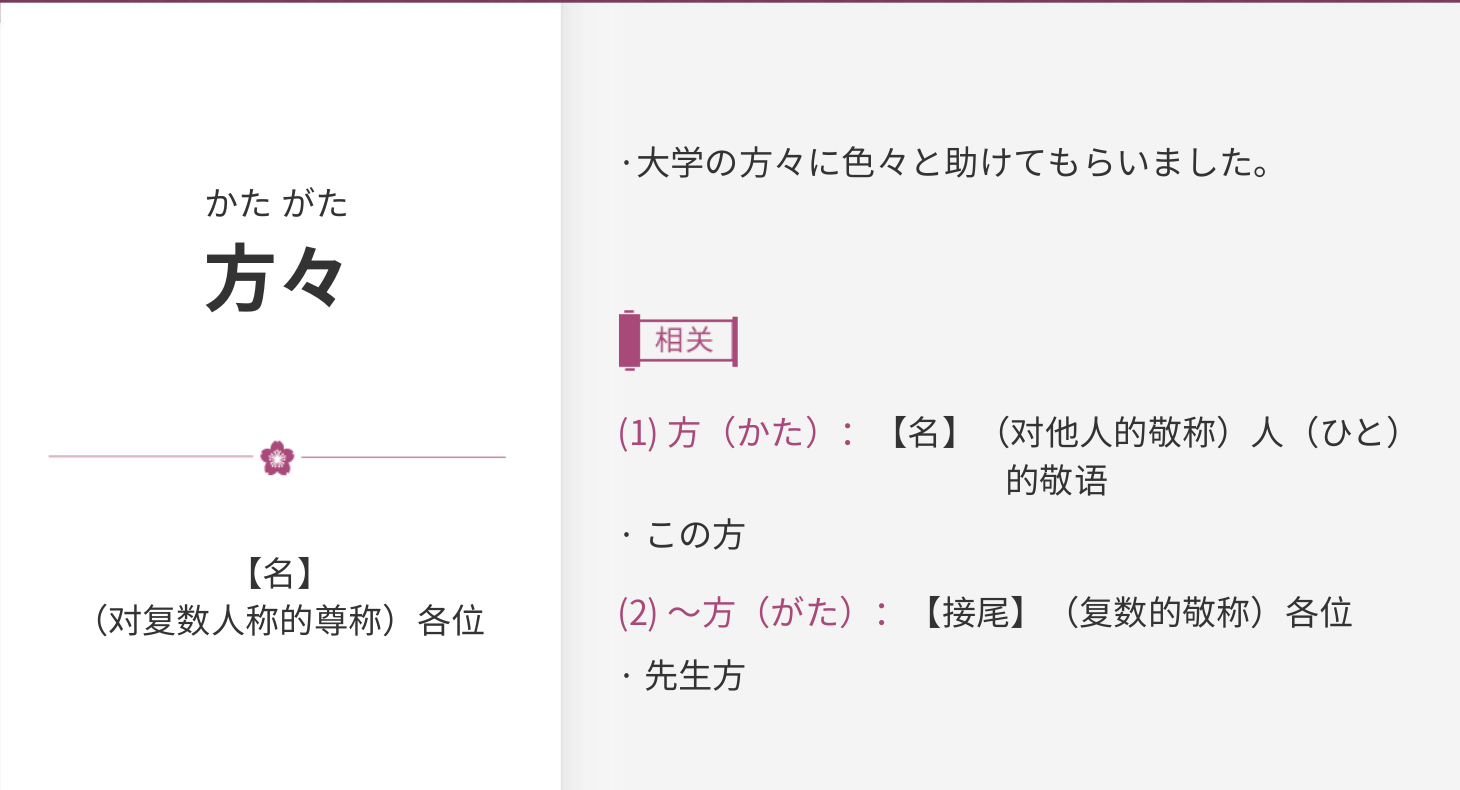 かた がた
方々
【名】
（对复数人称的尊称）各位
·大学の方々に色々と助けてもらいました。
相关
(1) 方（かた）：【名】（对他人的敬称）人（ひと）
的敬语
· この方
(2) ～方（がた）：【接尾】（复数的敬称）各位
· 先生方